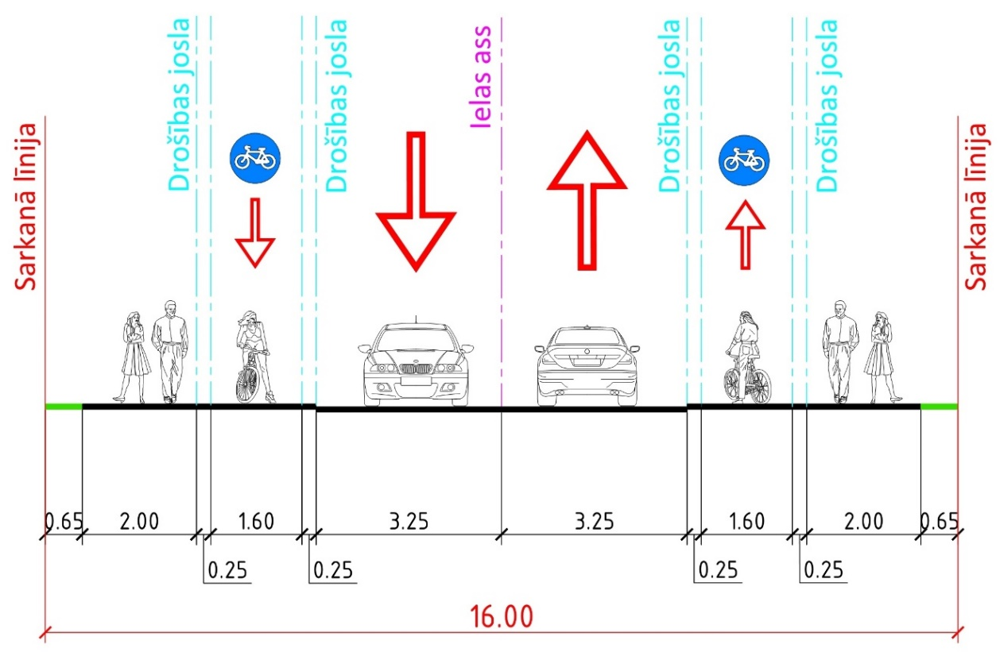 Sarkanā līnija
Drošības josla
Drošības josla
Ielas ass
Drošības josla
Drošības josla
Sarkanā līnija
0.65
2.00
1.60
3.25
3.25
1.60
2.00
0.65
0.25
0.25
0.25
0.25
16.00